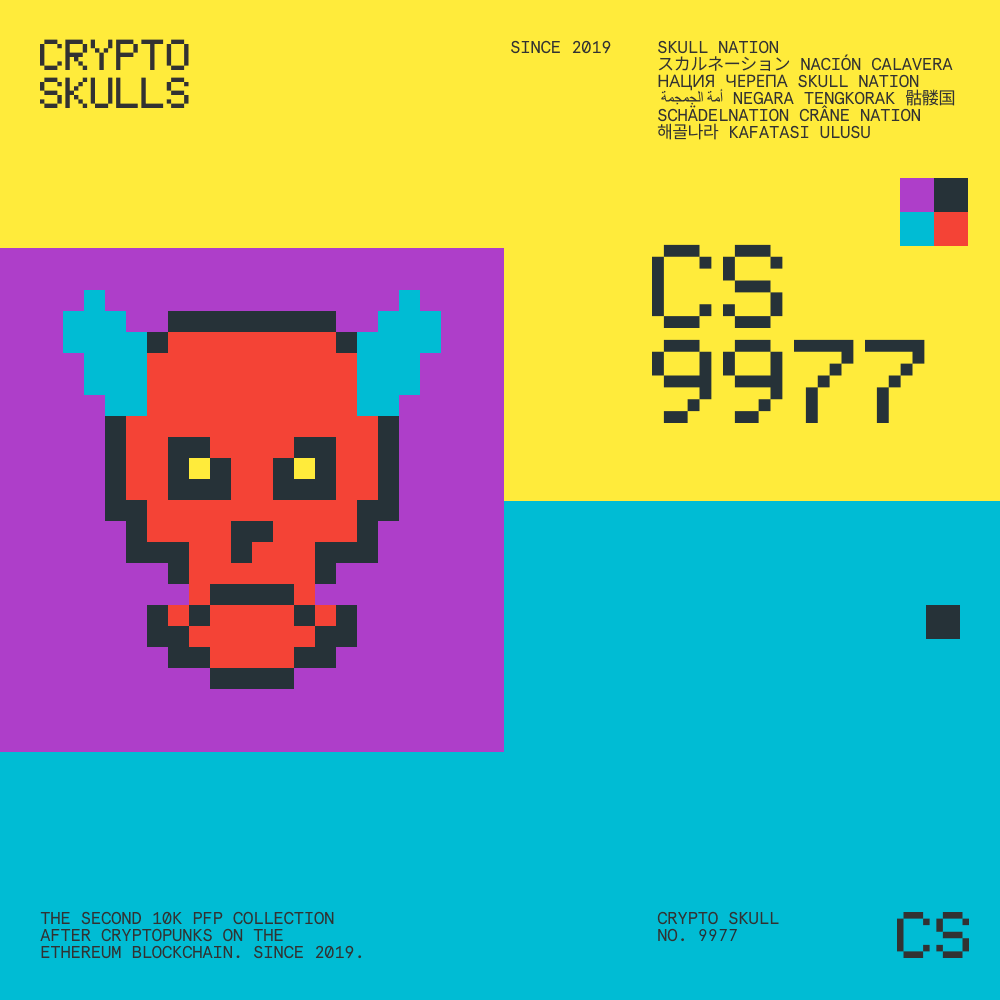 CRYPTO
SKULLS
SINCE 2019
SKULL NATION
スカルネーション NACIÓN CALAVERA
НАЦИЯ ЧЕРЕПА SKULL NATION
أمة الجمجمة NEGARA TENGKORAK 骷髅国
SCHÄDELNATION CRÂNE NATION
해골나라 KAFATASI ULUSU
CS
9977
THE SECOND 10K PFP COLLECTION
AFTER CRYPTOPUNKS ON THE
ETHEREUM BLOCKCHAIN. SINCE 2019.
CRYPTO SKULL
NO. 9977
CS